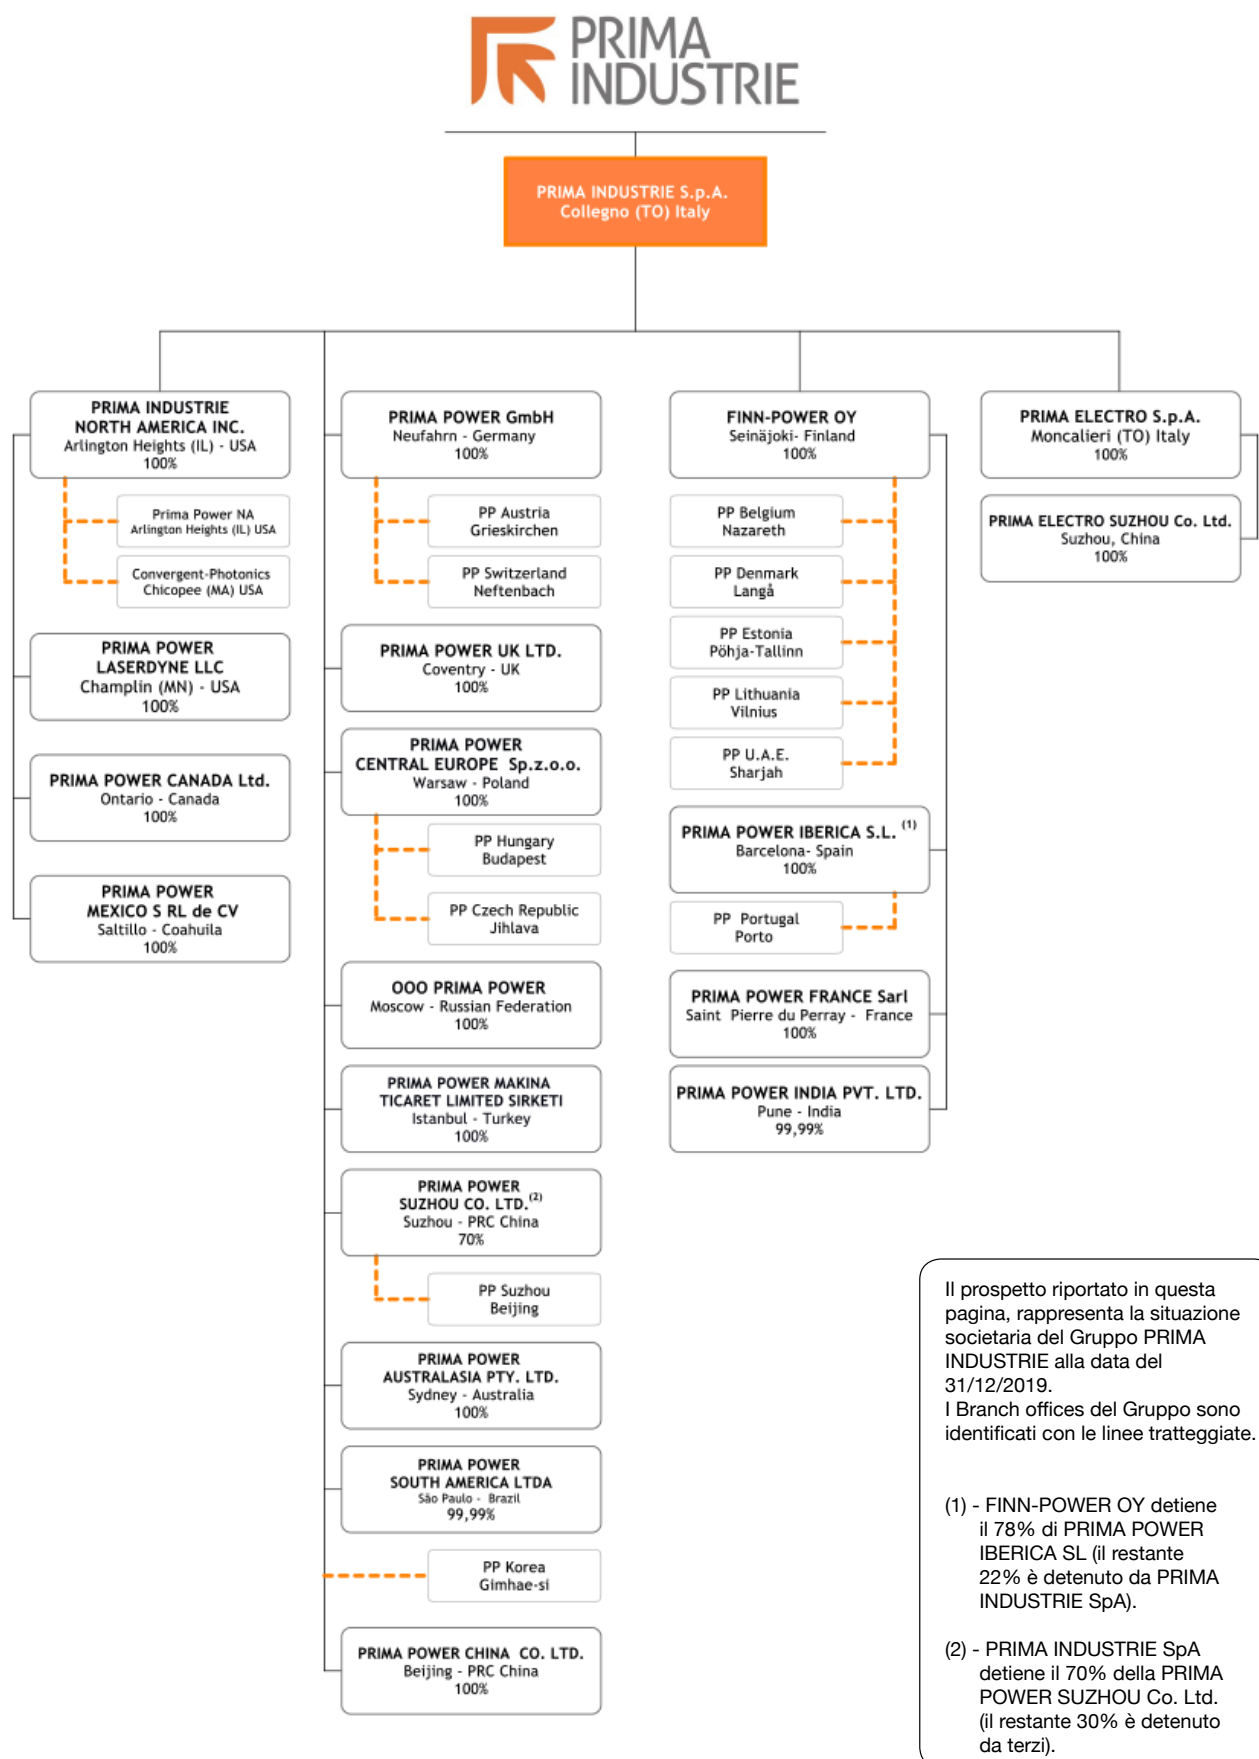 PRIMA
INDUSTRIE
PRIMA INDUSTRIE S.p.A.
Collegno (TO) Italy
PRIMA INDUSTRIE
NORTH AMERICA INC.
Arlington Heights (IL) - USA
100%
Prima Power NA
Arlington Heights (IL) USA
Convergent-Photonics
Chicopee (MA) USA
PRIMA POWER
LASERDYNE LLC
Champlin (MN) - USA
100%
PRIMA POWER CANADA Ltd.
Ontario - Canada
100%
PRIMA POWER
MEXICO S RL de CV
Saltillo - Coahuila
100%
PRIMA POWER GmbH
Neufahrn - Germany
100%
PP Austria
Grieskirchen
PP Switzerland
Neftenbach
PRIMA POWER UK LTD.
Coventry - UK
100%
PRIMA POWER
CENTRAL EUROPE Sp.z.o.o.
Warsaw - Poland
100%
PP Hungary
Budapest
PP Czech Republic
Jihlava
OOO PRIMA POWER
Moscow - Russian Federation
100%
PRIMA POWER MAKINA
TICARET LIMITED SIRKETI
Istanbul - Turkey
100%
PRIMA POWER
SUZHOU CO. LTD.(2)
Suzhou - PRC China
70%
PP Suzhou
Beijing
PRIMA POWER
AUSTRALASIA PTY. LTD.
Sydney - Australia
100%
PRIMA POWER
SOUTH AMERICA LTDA
São Paulo - Brazil
99,99%
PP Korea
Gimhae-si
PRIMA POWER CHINA CO. LTD.
Beijing - PRC China
100%
FINN-POWER OY
Seinäjoki- Finland
100%
PP Belgium
Nazareth
PP Denmark
Langå
PP Estonia
Pöhja-Tallinn
PP Lithuania
Vilnius
PP U.A.E.
Sharjah
PRIMA POWER IBERICA S.L. (1)
Barcelona- Spain
100%
PP Portugal
Porto
PRIMA POWER FRANCE Sarl
Saint Pierre du Perray - France
100%
PRIMA POWER INDIA PVT. LTD.
Pune - India
99,99%
PRIMA ELECTRO S.p.A.
Moncalieri (TO) Italy
100%
PRIMA ELECTRO SUZHOU Co. Ltd.
Suzhou, China
100%
Il prospetto riportato in questa
pagina, rappresenta la situazione
societaria del Gruppo PRIMA
INDUSTRIE alla data del
31/12/2019.
I Branch offices del Gruppo sono
identificati con le linee tratteggiate.
(1) - FINN-POWER OY detiene
il 78% di PRIMA POWER
IBERICA SL (il restante
22% è detenuto da PRIMA
INDUSTRIE SpA).
(2) - PRIMA INDUSTRIE SpA
detiene il 70% della PRIMA
POWER SUZHOU Co. Ltd.
(il restante 30% è detenuto
da terzi).